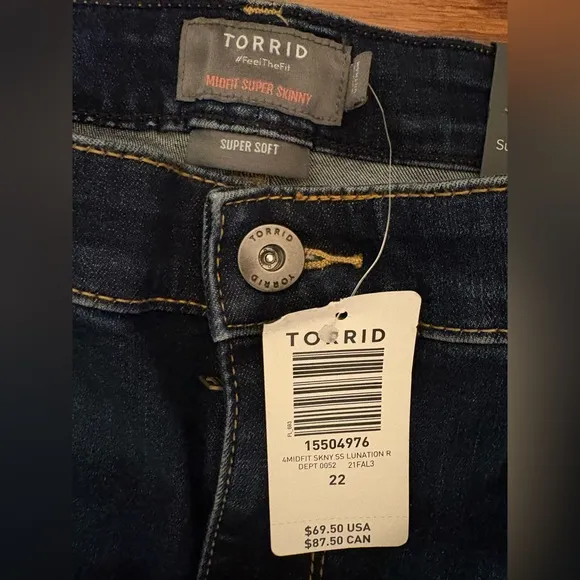 TORRID
#FeelTheFit
MIDFIT SUPER SKINNY
SUPER SOFT
Su
TORRID
TORRID
TORRID
15504976
4MIDFIT SKNY SS LUNATION R
DEPT 0052 21FAL3
22
$69.50 USA
$87.50 CAN